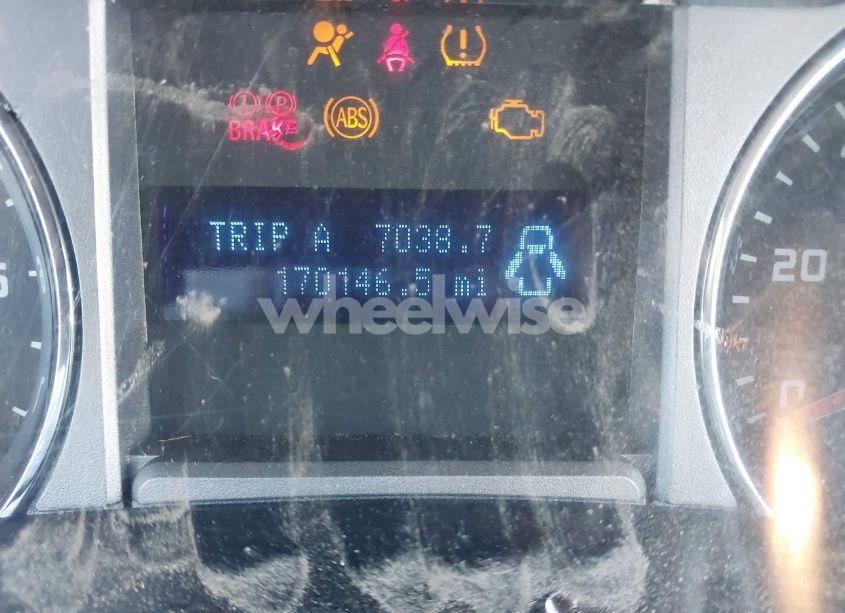 BRAKE
ABS
TRIP A 7038.7
170146.5 mi
wheelwise
20
0